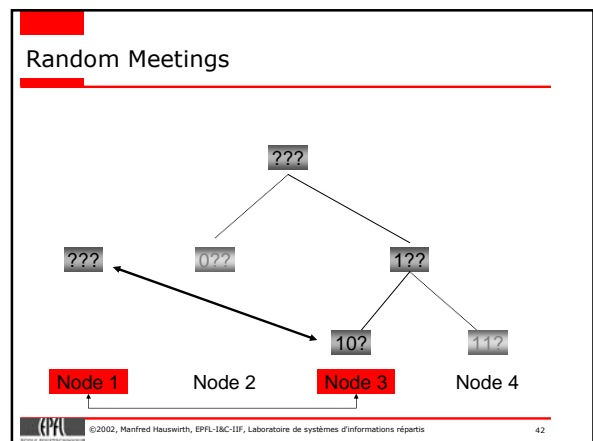 Random Meetings
???
???
0??
1??
10?
11?
Node 1
Node 2
Node 3
Node 4
EPFL
©2002, Manfred Hauswirth, EPFL-I&C-IIF, Laboratoire de systèmes d'informations répartis
42